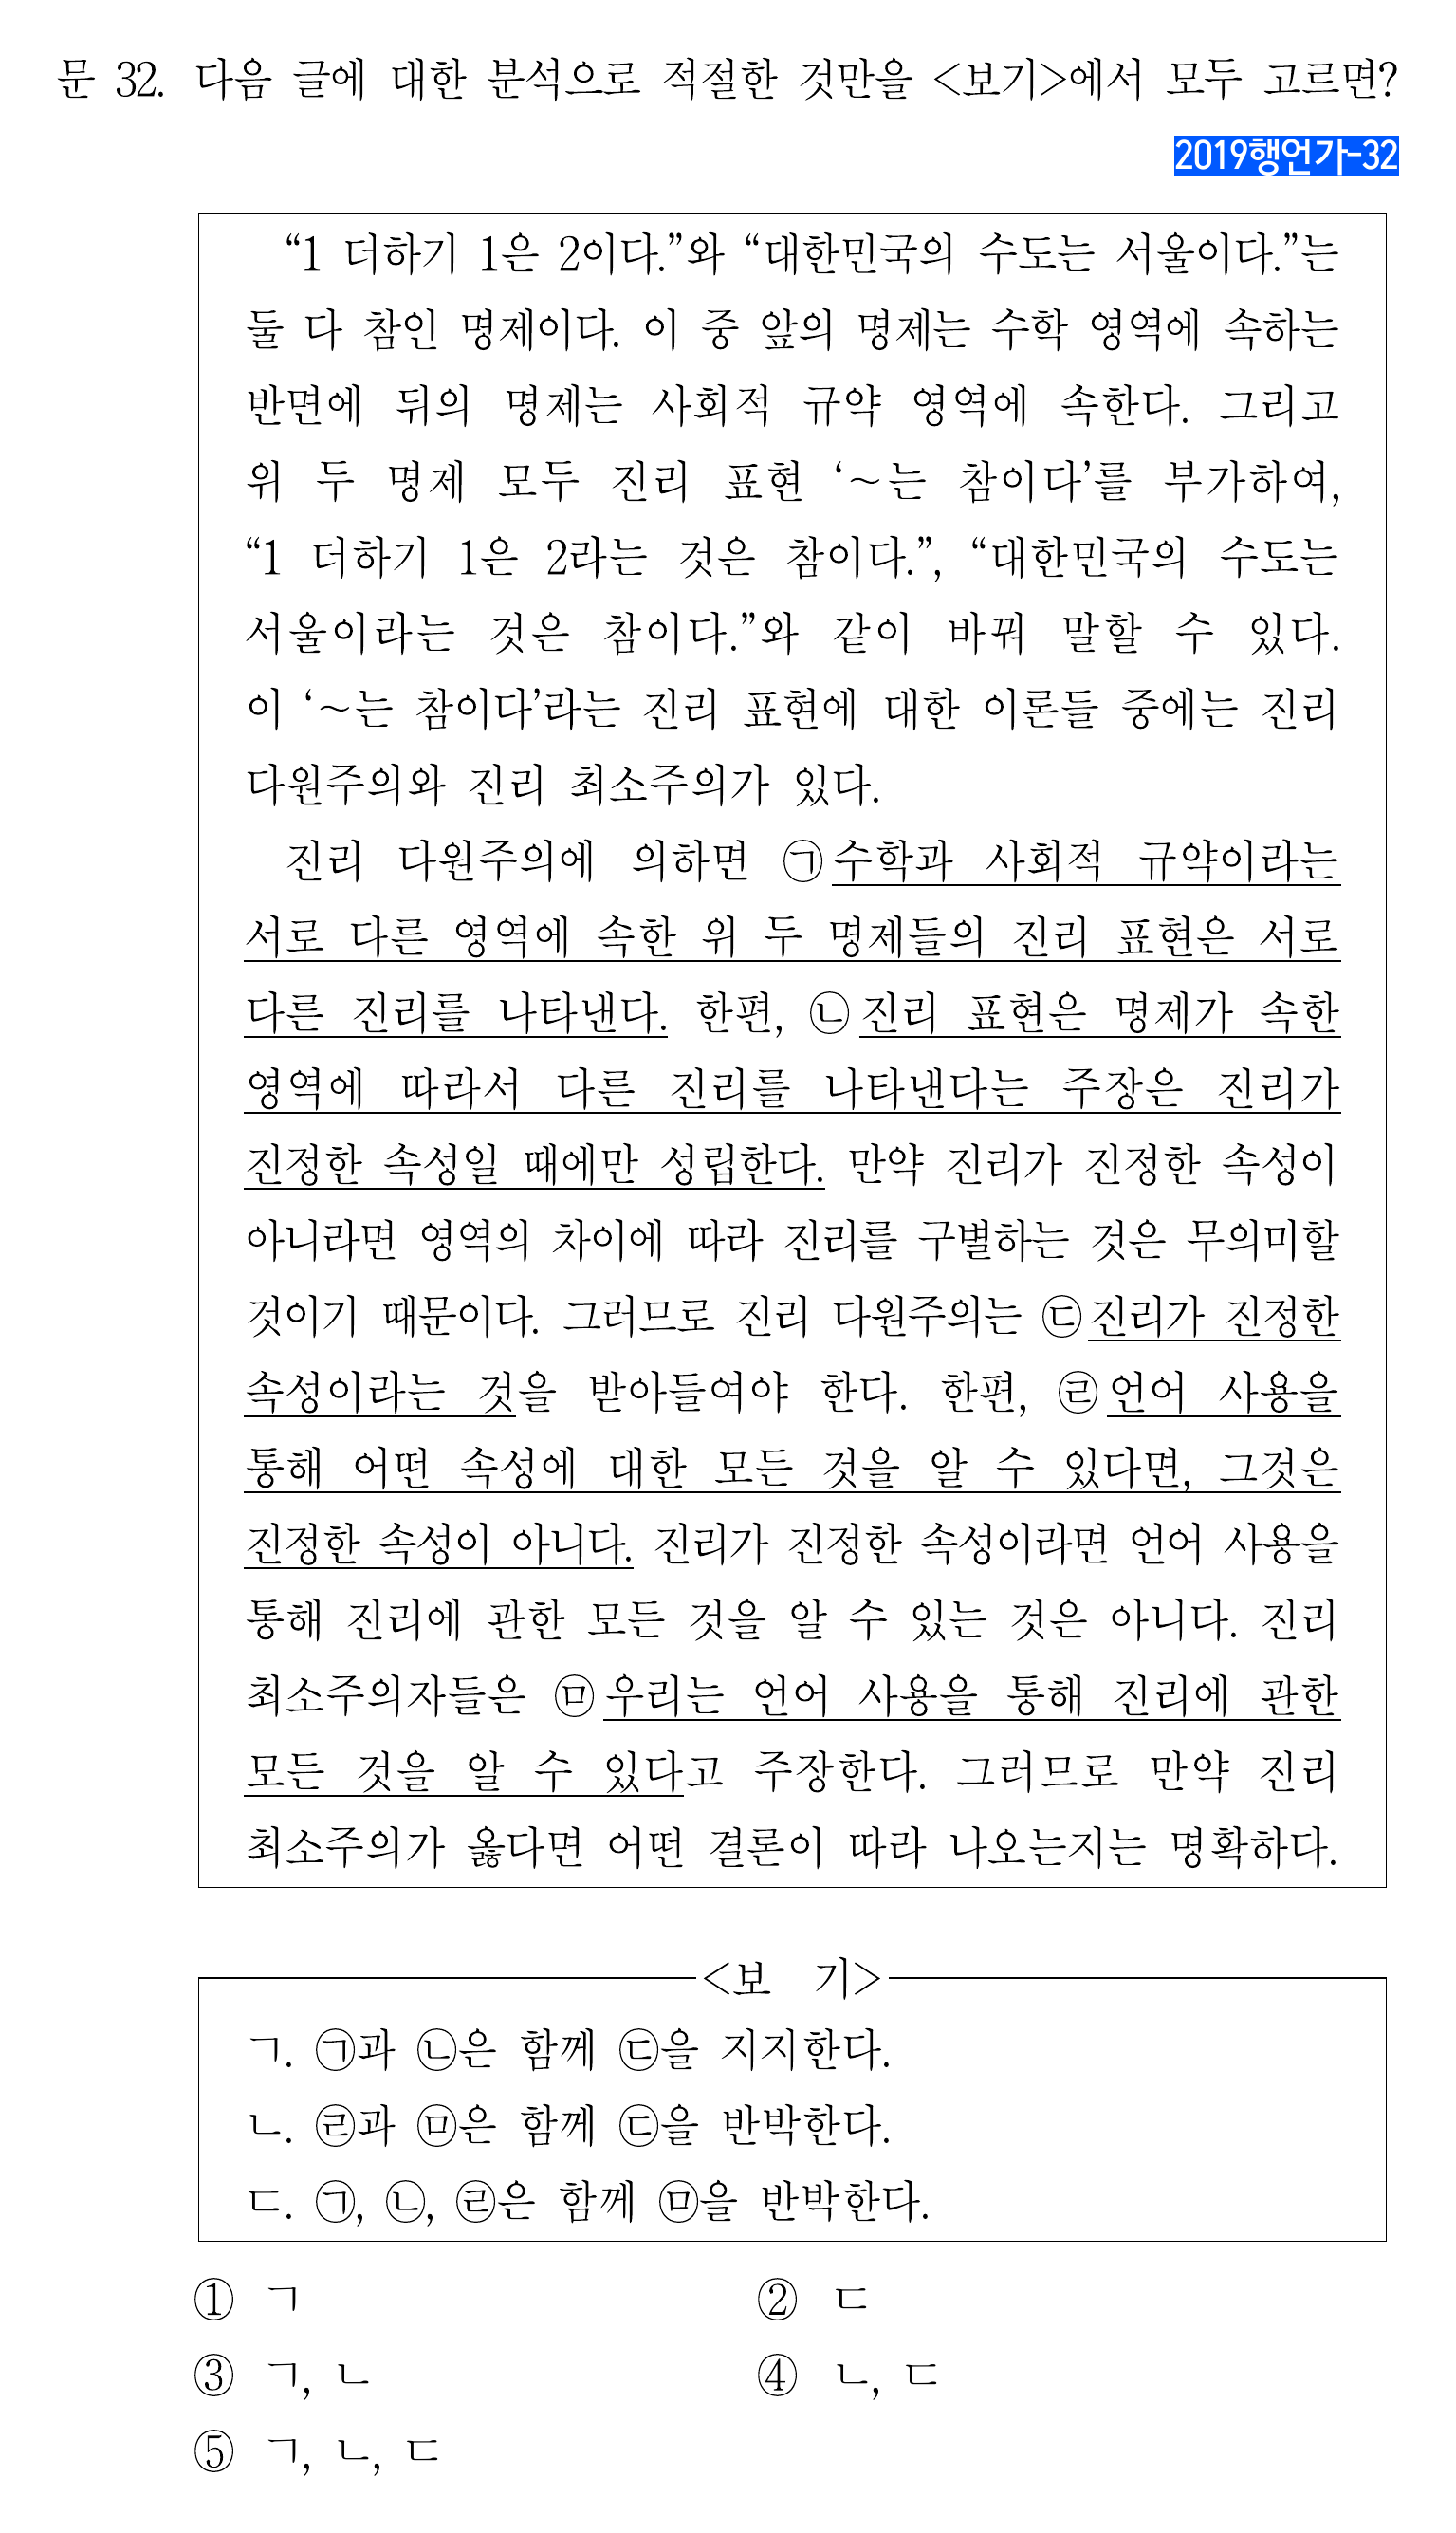 문 32. 다음 글에 대한 분석으로 적절한 것만을 <보기>에서 모두 고르면?
2019행언가-32
“1 더하기 1은 2이다.”와 “대한민국의 수도는 서울이다.”는
둘 다 참인 명제이다. 이 중 앞의 명제는 수학 영역에 속하는
반면에 뒤의 명제는 사회적 규약 영역에 속한다. 그리고
위 두 명제 모두 진리 표현 ‘～는 참이다’를 부가하여,
“1 더하기 1은 2라는 것은 참이다.”, “대한민국의 수도는
서울이라는 것은 참이다.”와 같이 바꿔 말할 수 있다.
이 ‘～는 참이다’라는 진리 표현에 대한 이론들 중에는 진리
다원주의와 진리 최소주의가 있다.
진리 다원주의에 의하면 ㉠수학과 사회적 규약이라는
서로 다른 영역에 속한 위 두 명제들의 진리 표현은 서로
다른 진리를 나타낸다. 한편, ㉡진리 표현은 명제가 속한
영역에 따라서 다른 진리를 나타낸다는 주장은 진리가
진정한 속성일 때에만 성립한다. 만약 진리가 진정한 속성이
아니라면 영역의 차이에 따라 진리를 구별하는 것은 무의미할
것이기 때문이다. 그러므로 진리 다원주의는 ㉢진리가 진정한
속성이라는 것을 받아들여야 한다. 한편, ㉣언어 사용을
통해 어떤 속성에 대한 모든 것을 알 수 있다면, 그것은
진정한 속성이 아니다. 진리가 진정한 속성이라면 언어 사용을
통해 진리에 관한 모든 것을 알 수 있는 것은 아니다. 진리
최소주의자들은 ㉤우리는 언어 사용을 통해 진리에 관한
모든 것을 알 수 있다고 주장한다. 그러므로 만약 진리
최소주의가 옳다면 어떤 결론이 따라 나오는지는 명확하다.
<보 기>
ㄱ. ㉠과 ㉡은 함께 ㉢을 지지한다.
ㄴ. ㉣과 ㉤은 함께 ㉢을 반박한다.
ㄷ. ㉠, ㉡, ㉣은 함께 ㉤을 반박한다.
① ㄱ ② ㄷ
③ ㄱ, ㄴ ④ ㄴ, ㄷ
⑤ ㄱ, ㄴ, ㄷ